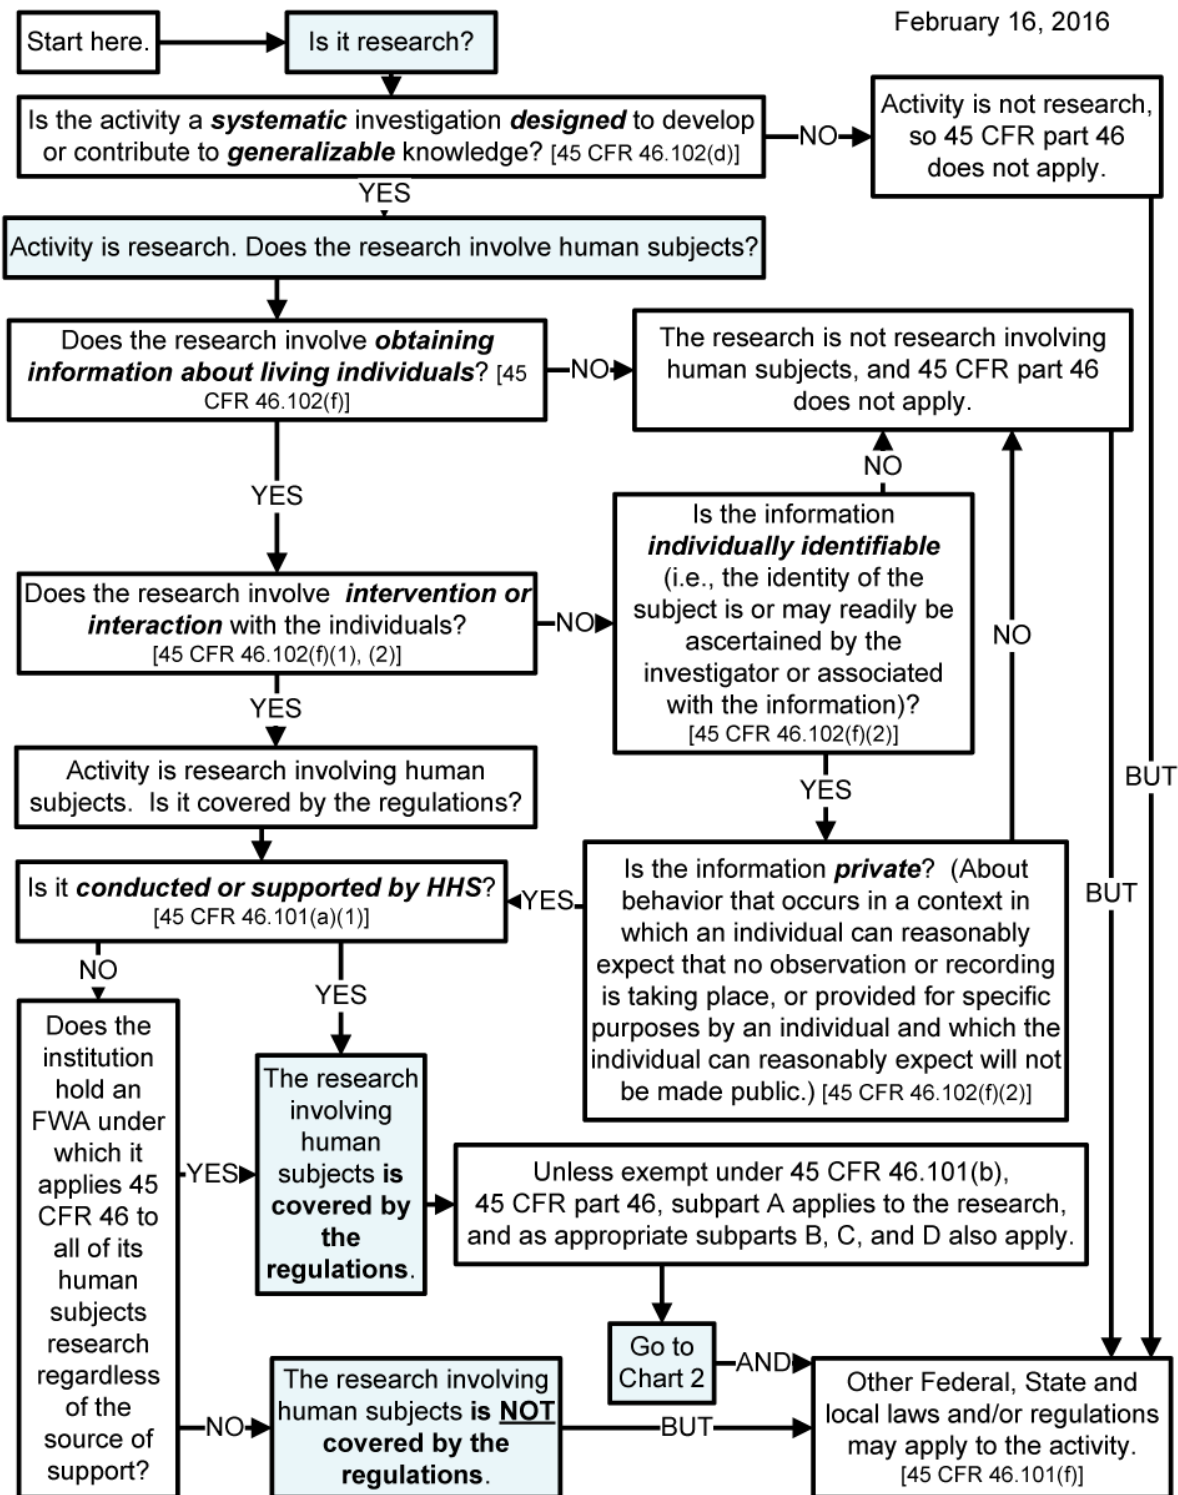 February 16, 2016
Start here.
Is it research?
Is the activity a systematic investigation designed to develop
or contribute to generalizable knowledge? [45 CFR 46.102(d)]
NO
Activity is not research,
so 45 CFR part 46
does not apply.
YES
Activity is research. Does the research involve human subjects?
Does the research involve obtaining
information about living individuals? [45
CFR 46.102(f)]
NO
The research is not research involving
human subjects, and 45 CFR part 46
does not apply.
YES
NO
NO
Does the research involve intervention or
interaction with the individuals?
[45 CFR 46.102(f)(1), (2)]
NO
Is the information
individually identifiable
(i.e., the identity of the
subject is or may readily be
ascertained by the
investigator or associated
with the information)?
[45 CFR 46.102(f)(2)]
YES
YES
BUT
BUT
Activity is research involving human
subjects. Is it covered by the regulations?
Is it conducted or supported by HHS?
[45 CFR 46.101(a)(1)]
YES
Is the information private? (About
behavior that occurs in a context in
which an individual can reasonably
expect that no observation or recording
is taking place, or provided for specific
purposes by an individual and which the
individual can reasonably expect will not
be made public.) [45 CFR 46.102(f)(2)]
NO
YES
Does the
institution
hold an
FWA under
which it
applies 45
CFR 46 to
all of its
human
subjects
research
regardless
of the
source of
support?
YES
The research
involving
human
subjects is
covered by
the
regulations.
Unless exempt under 45 CFR 46.101(b),
45 CFR part 46, subpart A applies to the research,
and as appropriate subparts B, C, and D also apply.
Go to
Chart 2
AND
NO
The research involving
human subjects is NOT
covered by the
regulations.
BUT
Other Federal, State and
local laws and/or regulations
may apply to the activity.
[45 CFR 46.101(f)]